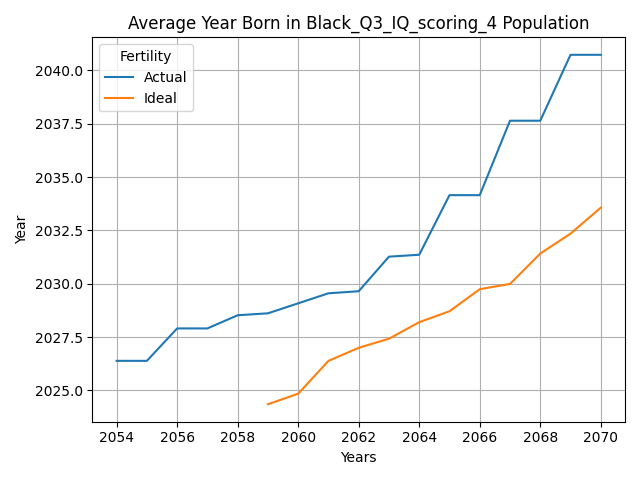 Average Year Born in Black_Q3_IQ_scoring_4 Population
Fertility
Actual
Ideal
Year
2040.0
2037.5
2035.0
2032.5
2030.0
2027.5
2025.0
2054 2056 2058 2060 2062 2064 2066 2068 2070
Years